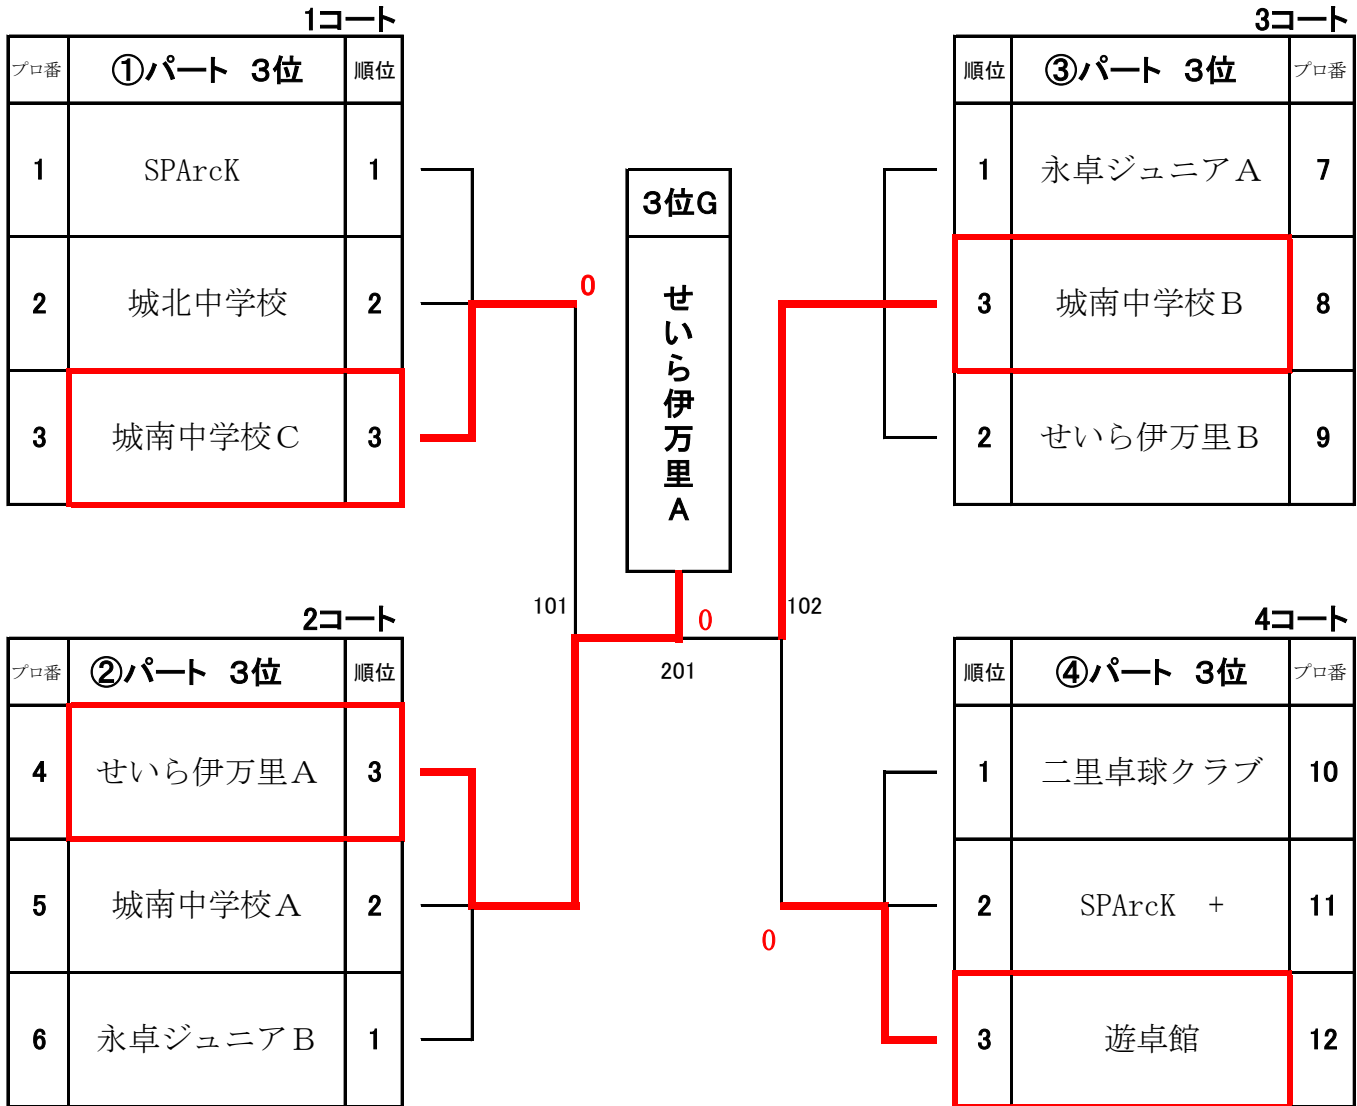 1コート
プロ番 ①パート 3位 順位
1 SPArcK 1
2 城北中学校 2
3 城南中学校C 3
2コート
プロ番 ②パート 3位 順位
4 せいら伊万里A 3
5 城南中学校A 2
6 永卓ジュニアB 1
3位G
せいら伊万里A
0
101
0
201
102
0
3コート
順位 ③パート 3位 プロ番
1 永卓ジュニアA 7
3 城南中学校B 8
2 せいら伊万里B 9
4コート
順位 ④パート 3位 プロ番
1 二里卓球クラブ 10
2 SPArcK + 11
3 遊卓館 12